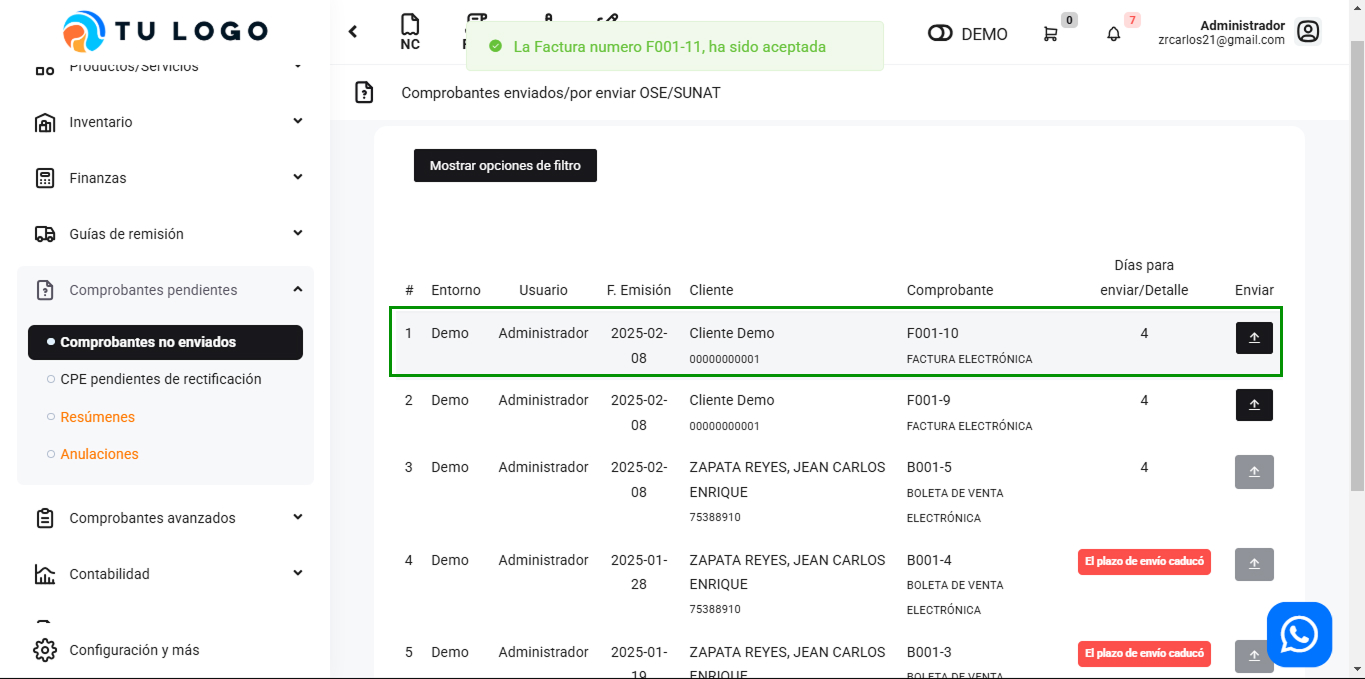 TU LOGO
Productos/Servicios
Inventario
Finanzas
Guías de remisión
Comprobantes pendientes
Comprobantes no enviados
CPE pendientes de rectificación
Resúmenes
Anulaciones
Comprobantes avanzados
Contabilidad
Configuración y más
NC
La Factura numero F001-11, ha sido aceptada
DEMO
0
7
Administrador
zrcarlos21@gmail.com
Comprobantes enviados/por enviar OSE/SUNAT
Mostrar opciones de filtro
# Entorno Usuario F. Emisión Cliente Comprobante Días para enviar/Detalle Enviar
1 Demo Administrador 2025-02- Cliente Demo F001-10 4
08 00000000001 FACTURA ELECTRÓNICA
2 Demo Administrador 2025-02- Cliente Demo F001-9 4
08 00000000001 FACTURA ELECTRÓNICA
3 Demo Administrador 2025-02- ZAPATA REYES, JEAN CARLOS B001-5 4
08 ENRIQUE BOLETA DE VENTA
75388910 ELECTRÓNICA
4 Demo Administrador 2025-01- ZAPATA REYES, JEAN CARLOS B001-4 El plazo de envío caducó
28 ENRIQUE BOLETA DE VENTA
75388910 ELECTRÓNICA
5 Demo Administrador 2025-01- ZAPATA REYES, JEAN CARLOS B001-3 El plazo de envío caducó
19 ENRIQUE BOLETA DE VENTA